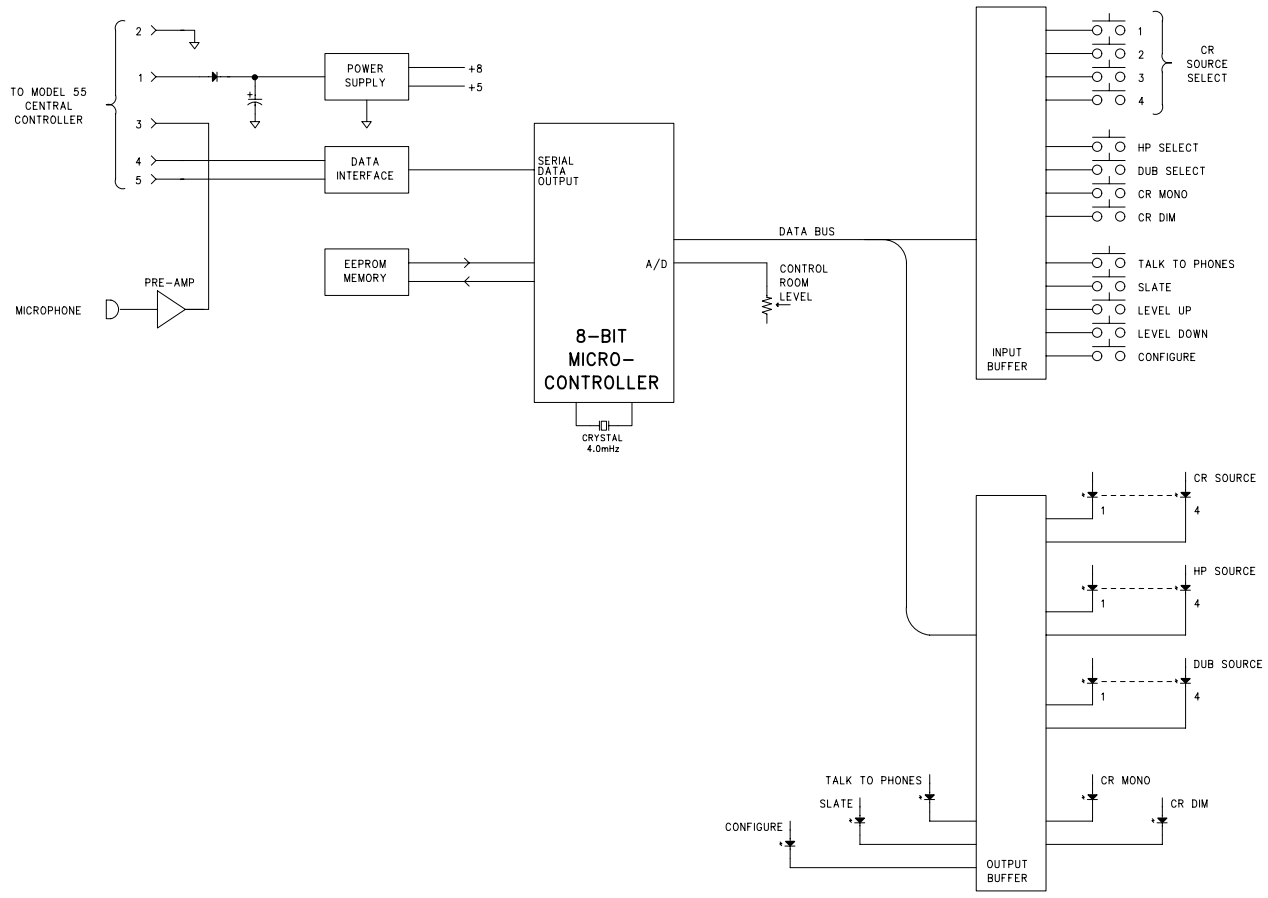 TO MODEL 55
CENTRAL
CONTROLLER
2
1
3
4
5
POWER
SUPPLY
+8
+5
+
DATA
INTERFACE
EEPROM
MEMORY
PRE-AMP
MICROPHONE
SERIAL
DATA
OUTPUT
A/D
8-BIT
MICRO-
CONTROLLER
CRYSTAL
4.0mHz
DATA BUS
CONTROL
ROOM
LEVEL
INPUT
BUFFER
1
2
3
4
CR
SOURCE
SELECT
HP SELECT
DUB SELECT
CR MONO
CR DIM
TALK TO PHONES
SLATE
LEVEL UP
LEVEL DOWN
CONFIGURE
CR SOURCE
1
4
HP SOURCE
1
4
DUB SOURCE
1
4
TALK TO PHONES
SLATE
CONFIGURE
CR MONO
CR DIM
OUTPUT
BUFFER